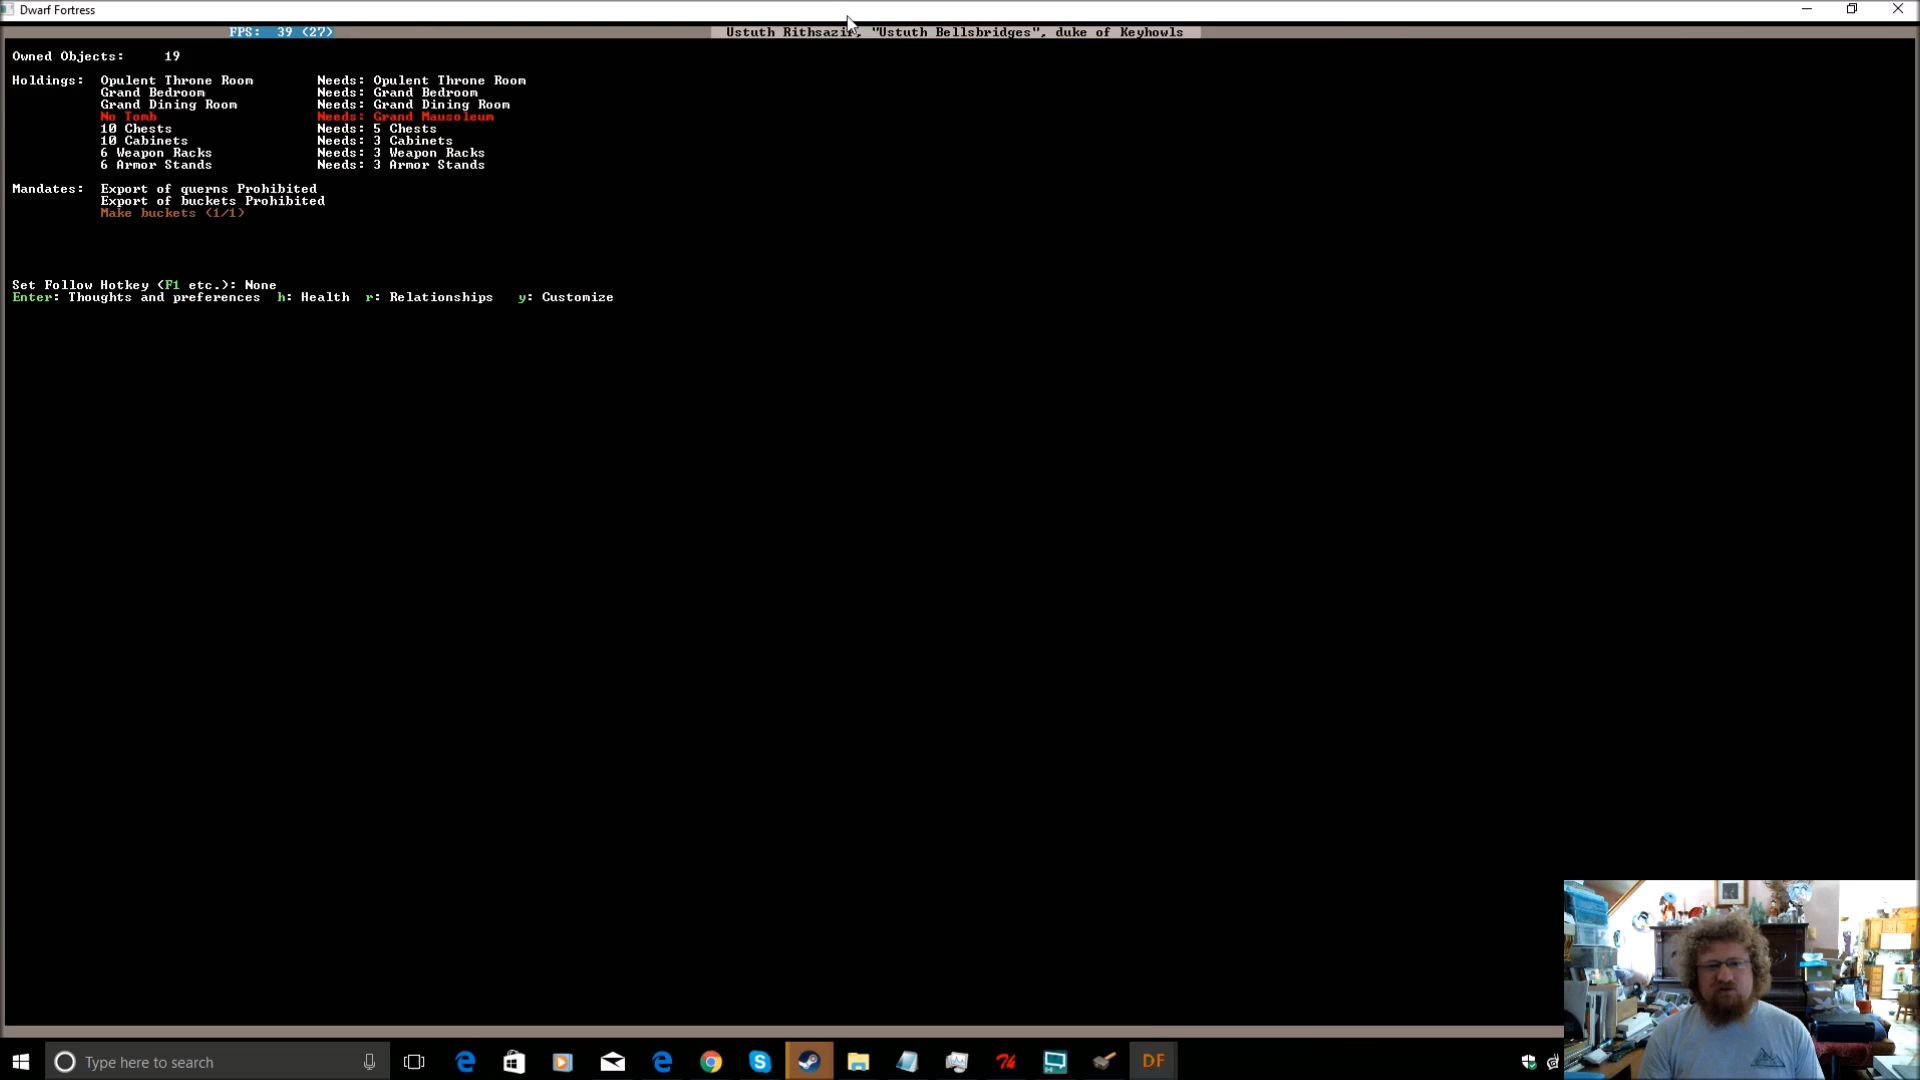 Dwarf Fortress
FPS: 39 (27)
Ustuth Rithsazir, "Ustuth Bellsbridges", duke of Keyhowls
Owned Objects: 19
Holdings: Opulent Throne Room Needs: Opulent Throne Room
Grand Bedroom Needs: Grand Bedroom
Grand Dining Room Needs: Grand Dining Room
No Tomb Needs: Grand Mausoleum
10 Chests Needs: 5 Chests
10 Cabinets Needs: 3 Cabinets
6 Weapon Racks Needs: 3 Weapon Racks
6 Armor Stands Needs: 3 Armor Stands
Mandates: Export of querns Prohibited
Export of buckets Prohibited
Make buckets (1/1)
Set Follow Hotkey (F1 etc.): None
Enter: Thoughts and preferences h: Health r: Relationships y: Customize
Type here to search
DF